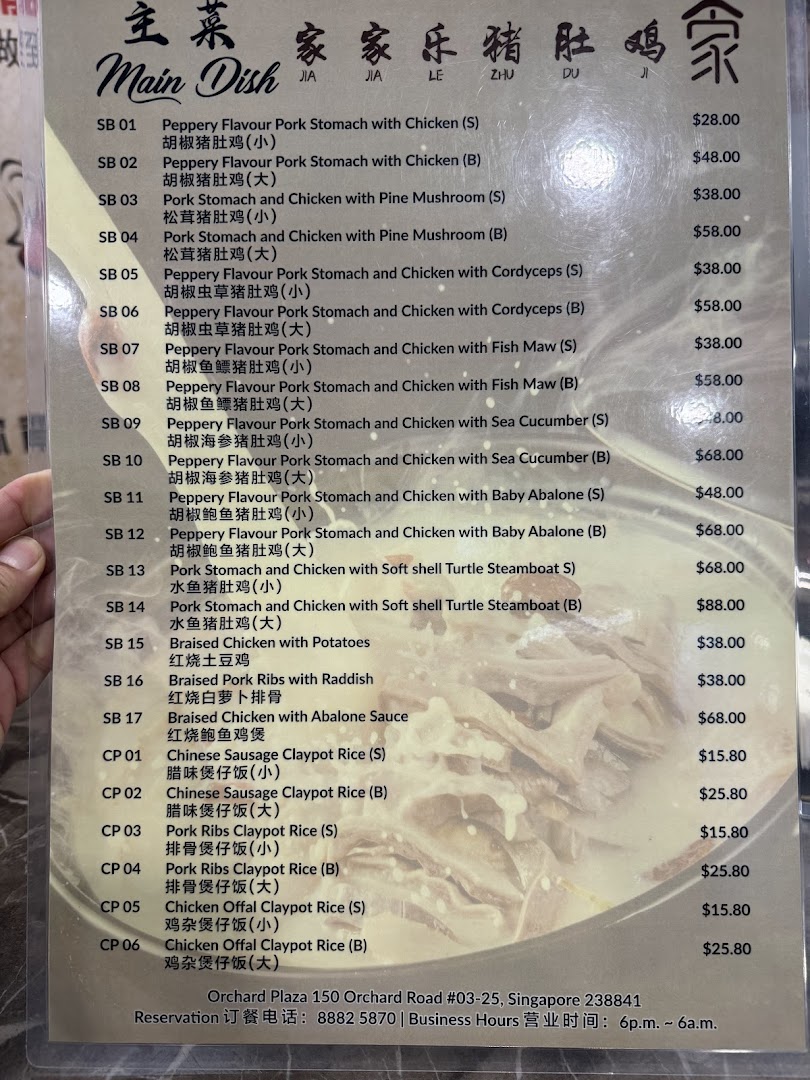 主菜 家家乐猪肚鸡
Main Dish JIA JIA LE ZHU DU JI
SB 01 Peppery Flavour Pork Stomach with Chicken (S) $28.00
胡椒猪肚鸡(小)
SB 02 Peppery Flavour Pork Stomach with Chicken (B) $48.00
胡椒猪肚鸡(大)
SB 03 Pork Stomach and Chicken with Pine Mushroom (S) $38.00
松茸猪肚鸡(小)
SB 04 Pork Stomach and Chicken with Pine Mushroom (B) $58.00
松茸猪肚鸡(大)
SB 05 Peppery Flavour Pork Stomach and Chicken with Cordyceps (S) $38.00
胡椒虫草猪肚鸡(小)
SB 06 Peppery Flavour Pork Stomach and Chicken with Cordyceps (B) $58.00
胡椒虫草猪肚鸡(大)
SB 07 Peppery Flavour Pork Stomach and Chicken with Fish Maw (S) $38.00
胡椒鱼鳔猪肚鸡(小)
SB 08 Peppery Flavour Pork Stomach and Chicken with Fish Maw (B) $58.00
胡椒鱼鳔猪肚鸡(大)
SB 09 Peppery Flavour Pork Stomach and Chicken with Sea Cucumber (S)
胡椒海参猪肚鸡(小)
SB 10 Peppery Flavour Pork Stomach and Chicken with Sea Cucumber (B) $68.00
胡椒海参猪肚鸡(大)
SB 11 Peppery Flavour Pork Stomach and Chicken with Baby Abalone (S) $48.00
胡椒鲍鱼猪肚鸡(小)
SB 12 Peppery Flavour Pork Stomach and Chicken with Baby Abalone (B) $68.00
胡椒鲍鱼猪肚鸡(大)
SB 13 Pork Stomach and Chicken with Soft shell Turtle Steamboat S) $68.00
水鱼猪肚鸡(小)
SB 14 Pork Stomach and Chicken with Soft shell Turtle Steamboat (B) $88.00
水鱼猪肚鸡(大)
SB 15 Braised Chicken with Potatoes $38.00
红烧土豆鸡
SB 16 Braised Pork Ribs with Raddish $38.00
红烧白萝卜排骨
SB 17 Braised Chicken with Abalone Sauce $68.00
红烧鲍鱼鸡煲
CP 01 Chinese Sausage Claypot Rice (S) $15.80
腊味煲仔饭(小)
CP 02 Chinese Sausage Claypot Rice (B) $25.80
腊味煲仔饭(大)
CP 03 Pork Ribs Claypot Rice (S) $15.80
排骨煲仔饭(小)
CP 04 Pork Ribs Claypot Rice (B) $25.80
排骨煲仔饭(大)
CP 05 Chicken Offal Claypot Rice (S) $15.80
鸡杂煲仔饭(小)
CP 06 Chicken Offal Claypot Rice (B) $25.80
鸡杂煲仔饭(大)
Orchard Plaza 150 Orchard Road #03-25, Singapore 238841
Reservation 订餐电话：8882 5870 | Business Hours 营业时间：6p.m. ~ 6a.m.